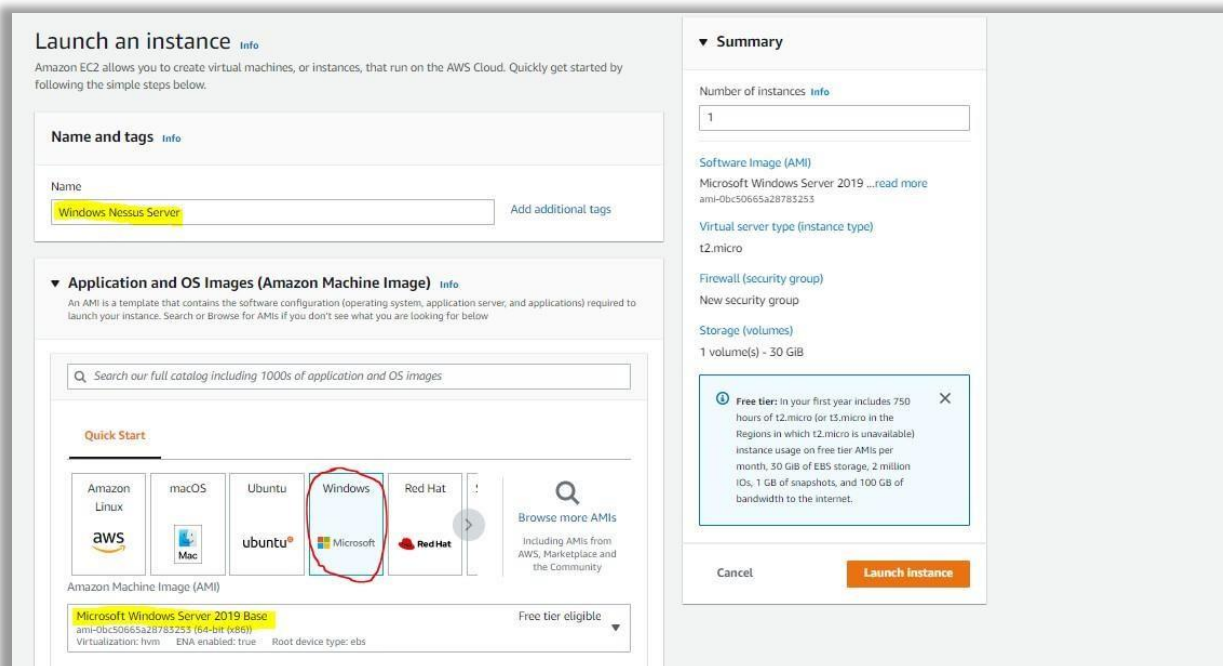 Launch an instance Info
Amazon EC2 allows you to create virtual machines, or instances, that run on the AWS Cloud. Quickly get started by
following the simple steps below.
Name and tags Info
Name
Windows Nessus Server
Add additional tags
Application and OS Images (Amazon Machine Image) Info
An AMI is a template that contains the software configuration (operating system, application server, and applications) required to
launch your instance. Search or Browse for AMIs if you don't see what you are looking for below
Search our full catalog including 1000s of application and OS images
Quick Start
Amazon
Linux
aws
macOS
Mac
Ubuntu
ubuntu
Windows
Microsoft
Red Hat
Red Hat
Browse more AMIs
Including AMIs from
AWS, Marketplace and
the Community
Amazon Machine Image (AMI)
Microsoft Windows Server 2019 Base
Free tier eligible
ami-0bc50665a28783253 (64-bit (x86))
Virtualization: hvm ENA enabled: true Root device type: ebs
Summary
Number of instances Info
1
Software Image (AMI)
Microsoft Windows Server 2019 ...read more
ami-0bc50665a28783253
Virtual server type (instance type)
t2.micro
Firewall (security group)
New security group
Storage (volumes)
1 volume(s) - 30 GiB
Free tier: In your first year includes 750
hours of t2.micro (or t3.micro in the
Regions in which t2.micro is unavailable)
instance usage on free tier AMIs per
month, 30 GiB of EBS storage, 2 million
IOs, 1 GB of snapshots, and 100 GB of
bandwidth to the internet.
Cancel
Launch instance